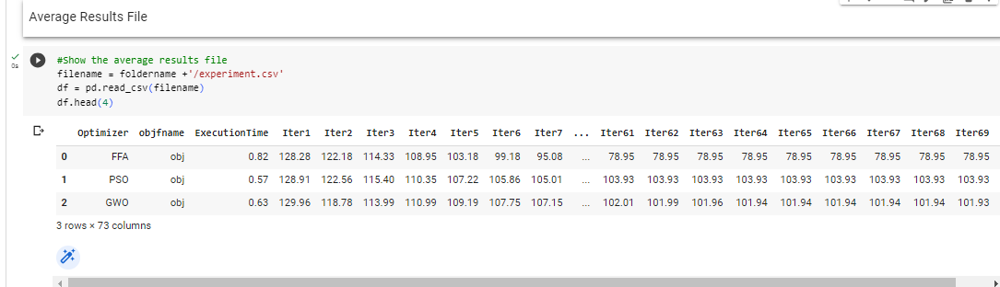 Average Results File
0s
#Show the average results file
filename = foldername +'/experiment.csv'
df = pd.read_csv(filename)
df.head(4)
Optimizer objfname ExecutionTime Iter1 Iter2 Iter3 Iter4 Iter5 Iter6 Iter7 ... Iter61 Iter62 Iter63 Iter64 Iter65 Iter66 Iter67 Iter68 Iter69
0 FFA obj 0.82 128.28 122.18 114.33 108.95 103.18 99.18 95.08 ... 78.95 78.95 78.95 78.95 78.95 78.95 78.95 78.95 78.95
1 PSO obj 0.57 128.91 122.56 115.40 110.35 107.22 105.86 105.01 ... 103.93 103.93 103.93 103.93 103.93 103.93 103.93 103.93 103.93
2 GWO obj 0.63 129.96 118.78 113.99 110.99 109.19 107.75 107.15 ... 102.01 101.99 101.96 101.94 101.94 101.94 101.94 101.94 101.93
3 rows × 73 columns